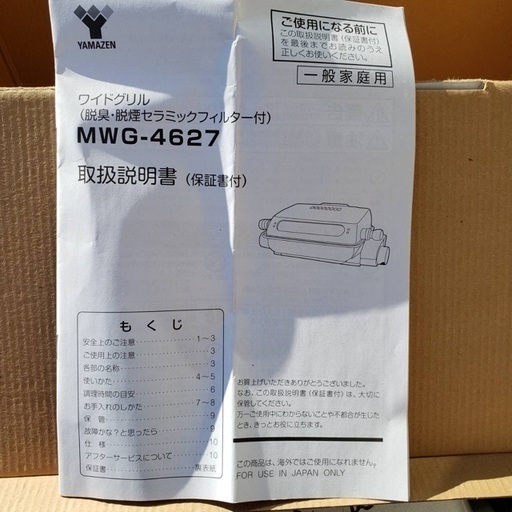 YAMAZEN
ご使用になる前に
この取扱説明書(保証書付)
を最後までお読みのうえ
正しくお使いください。
一般家庭用
ワイドグリル
(脱臭・脱煙セラミックフィルター付)
MWG-4627
取扱説明書(保証書付)
もくじ
安全上のご注意 1~3
ご使用上の注意 3
各部の名称 3
使いかた 4~5
調理時間の目安 6
お手入れのしかた 7~8
保管 9
故障かな?と思ったら 9
仕様 10
アフターサービスについて 10
保証書 裏表紙
お買上げいただきありがとうございました。
なお、この取扱説明書(保証書付)は、大切に
保管してください。
万一ご使用中にわからないことや不都合が生じた
とき、きっとお役に立ちます。
この商品は、海外ではご使用になれません。
FOR USE IN JAPAN ONLY